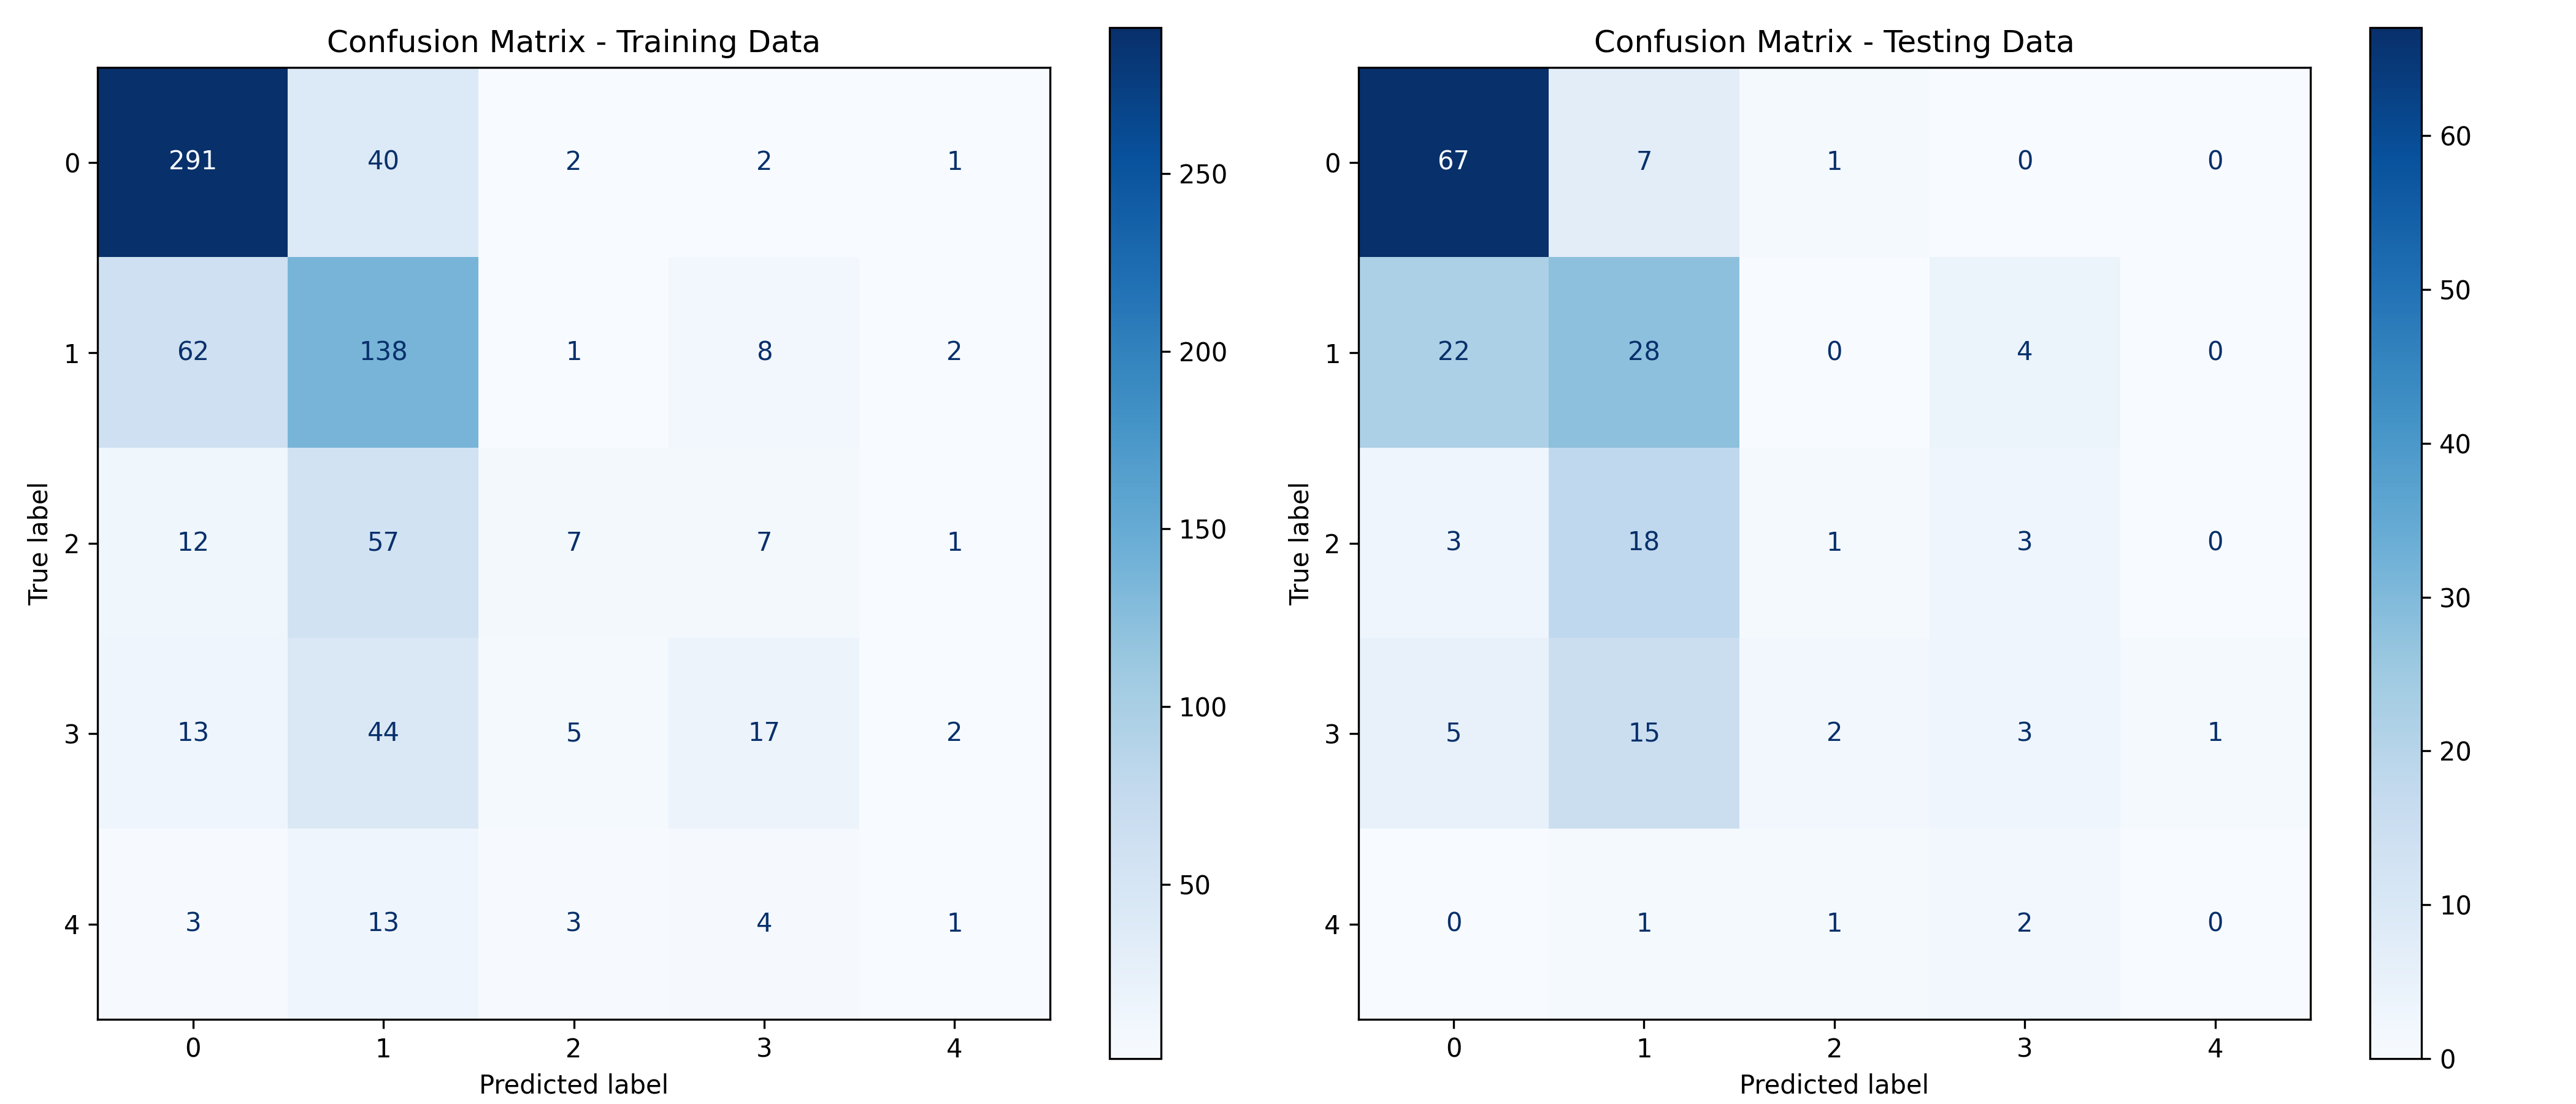 Confusion Matrix - Training Data
0 291 40 2 2 1
1 62 138 1 8 2
2 12 57 7 7 1
3 13 44 5 17 2
4 3 13 3 4 1
0 1 2 3 4
Predicted label
True label
250
200
150
100
50
Confusion Matrix - Testing Data
0 67 7 1 0 0
1 22 28 0 4 0
2 3 18 1 3 0
3 5 15 2 3 1
4 0 1 1 2 0
0 1 2 3 4
Predicted label
True label
60
50
40
30
20
10
0